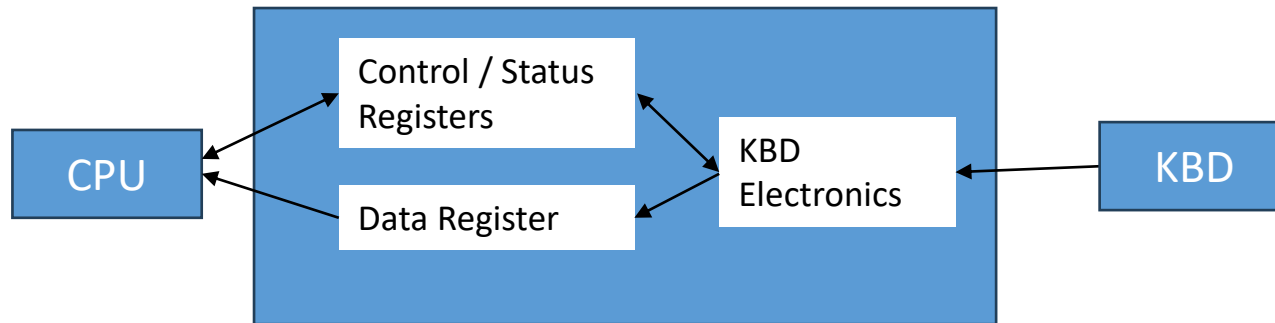 CPU
Control / Status
Registers
Data Register
KBD
Electronics
KBD